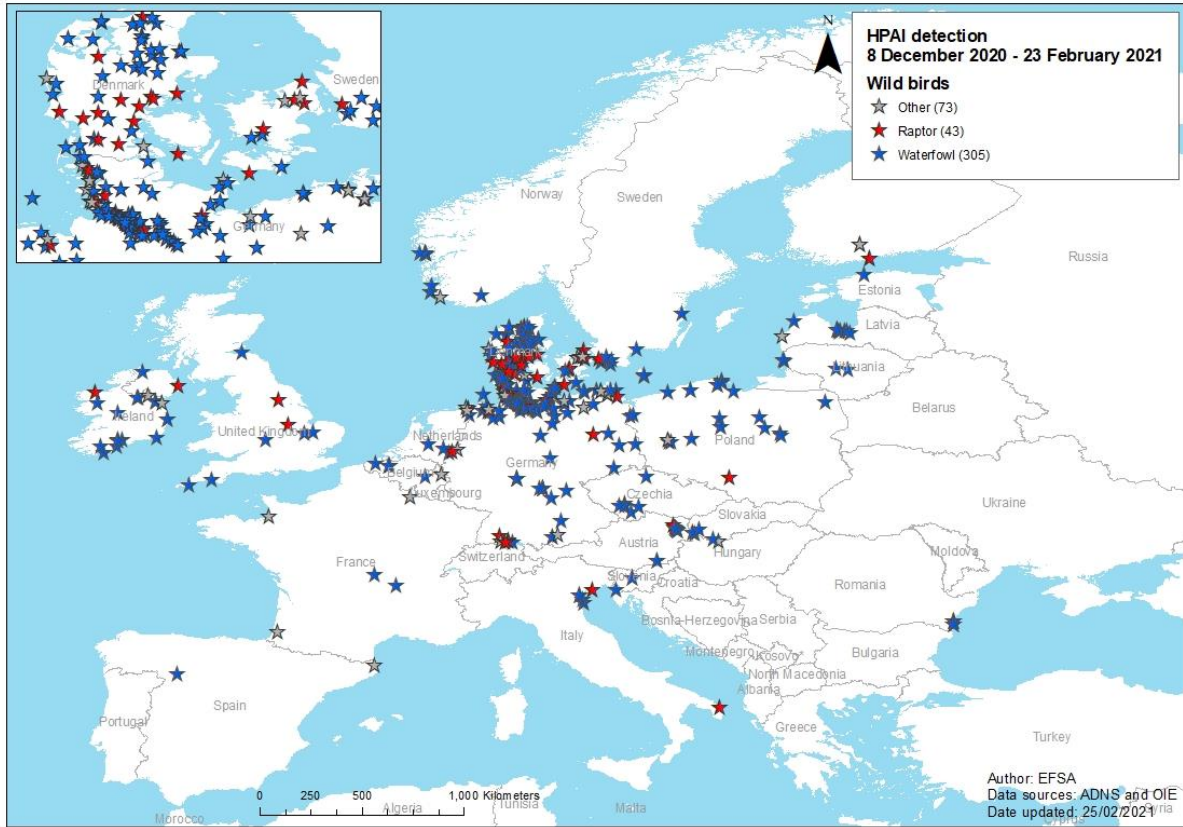 Denmark
Sweden
Germany
N
HPAI detection
8 December 2020 - 23 February 2021
Wild birds
Other (73)
Raptor (43)
Waterfowl (305)
Norway
Sweden
Russia
Estonia
Latvia
Lithuania
Denmark
Ireland
United Kingdom
Netherlands
Belgium
Luxembourg
Germany
Poland
Belarus
Czechia
Ukraine
Slovakia
Austria
Hungary
Moldova
Switzerland
France
Slovenia
Croatia
Romania
Bosnia-Herzegovina
Serbia
Italy
Montenegro
Kosovo*
Bulgaria
North Macedonia
Albania
Greece
Portugal
Spain
Turkey
0 250 500 1,000 Kilometers
Morocco
Algeria
Tunisia
Malta
Cyprus
Syria
Author: EFSA
Data sources: ADNS and OIE
Date updated: 25/02/2021